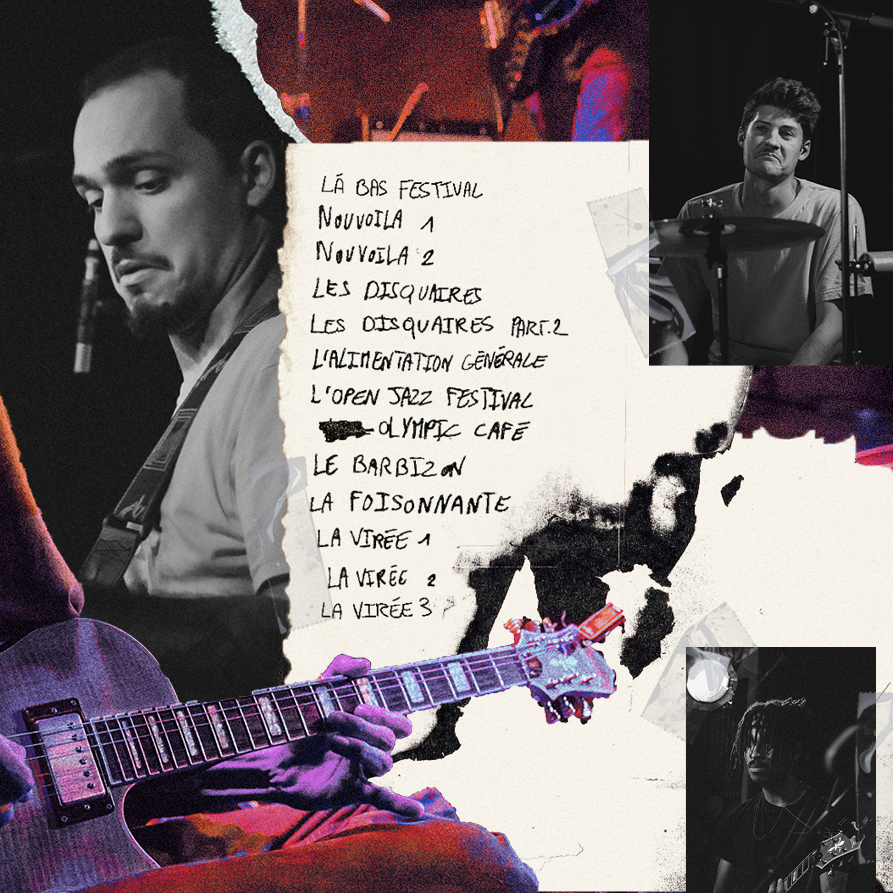 LÀ BAS FESTIVAL
NOUVOILA 1
NOUVOILA 2
LES DISQUAIRES
LES DISQUAIRES PART.2
L'ALIMENTATION GÉNÉRALE
L'OPEN JAZZ FESTIVAL
OLYMPIC CAFÉ
LE BARBIZON
LA FOISONNANTE
LA VIRÉE 1
LA VIRÉE 2
LA VIRÉE 3